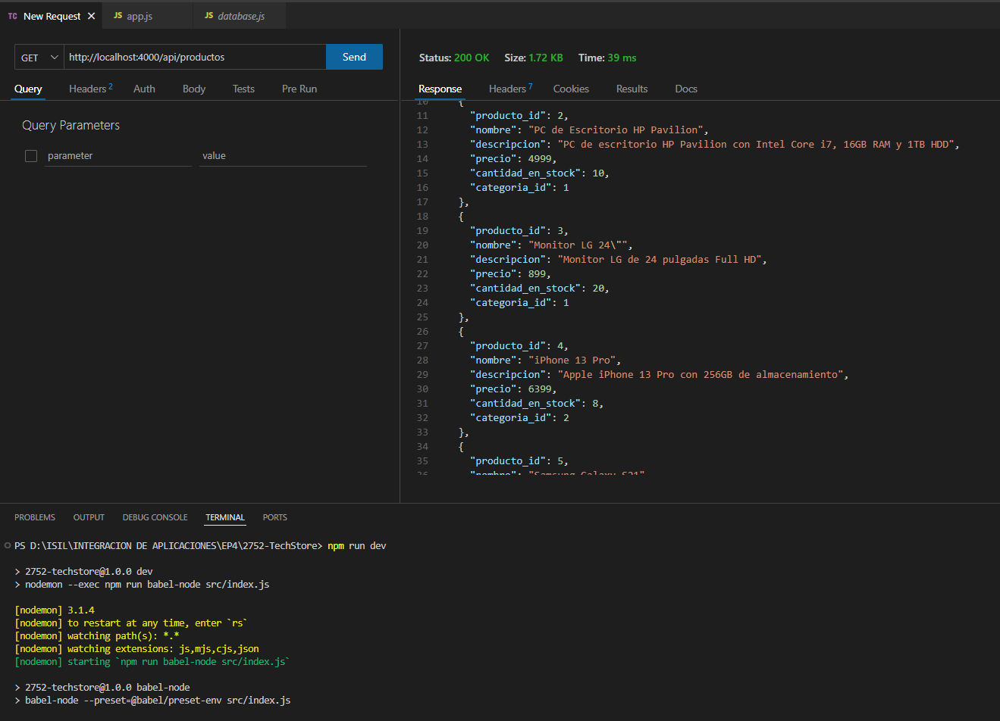 TC New Request ✕ JS app.js JS database.js
GET http://localhost:4000/api/productos Send
Query Headers 2 Auth Body Tests Pre Run
Query Parameters
parameter value
Status: 200 OK Size: 1.72 KB Time: 39 ms
Response Headers 7 Cookies Results Docs
10 {
11 "producto_id": 2,
12 "nombre": "PC de Escritorio HP Pavilion",
13 "descripcion": "PC de escritorio HP Pavilion con Intel Core i7, 16GB RAM y 1TB HDD",
14 "precio": 4999,
15 "cantidad_en_stock": 10,
16 "categoria_id": 1
17 },
18 {
19 "producto_id": 3,
20 "nombre": "Monitor LG 24\"",
21 "descripcion": "Monitor LG de 24 pulgadas Full HD",
22 "precio": 899,
23 "cantidad_en_stock": 20,
24 "categoria_id": 1
25 },
26 {
27 "producto_id": 4,
28 "nombre": "iPhone 13 Pro",
29 "descripcion": "Apple iPhone 13 Pro con 256GB de almacenamiento",
30 "precio": 6399,
31 "cantidad_en_stock": 8,
32 "categoria_id": 2
33 },
34 {
35 "producto_id": 5,
36 "nombre": "Samsung Galaxy S21"
PROBLEMS OUTPUT DEBUG CONSOLE TERMINAL PORTS
PS D:\ISIL\INTEGRACION DE APLICACIONES\EP4\2752-TechStore> npm run dev
> 2752-techstore@1.0.0 dev
> nodemon --exec npm run babel-node src/index.js
[nodemon] 3.1.4
[nodemon] to restart at any time, enter `rs`
[nodemon] watching path(s): *.*
[nodemon] watching extensions: js,mjs,cjs,json
[nodemon] starting `npm run babel-node src/index.js`
> 2752-techstore@1.0.0 babel-node
> babel-node --preset=@babel/preset-env src/index.js